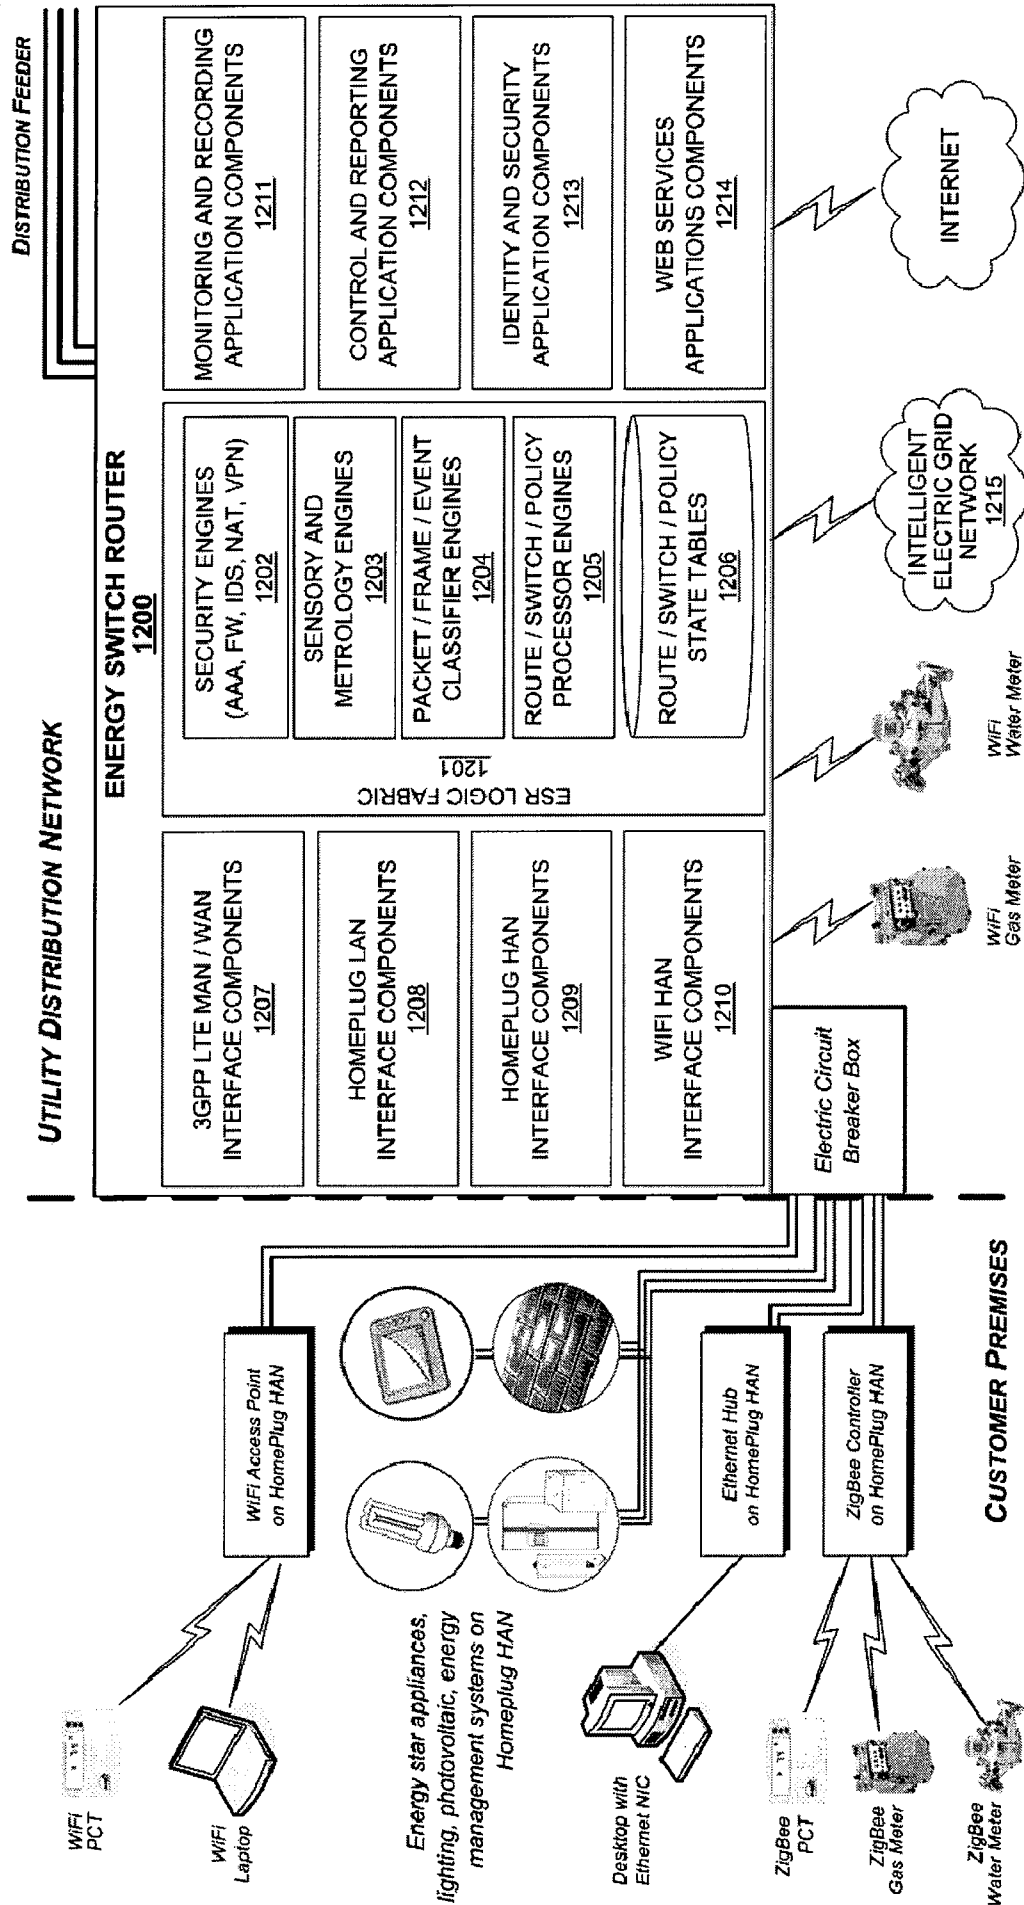 UTILITY DISTRIBUTION NETWORK
DISTRIBUTION FEEDER
ENERGY SWITCH ROUTER
1200
3GPP LTE MAN / WAN
INTERFACE COMPONENTS
1207
HOMEPLUG LAN
INTERFACE COMPONENTS
1208
HOMEPLUG HAN
INTERFACE COMPONENTS
1209
WIFI HAN
INTERFACE COMPONENTS
1210
ESR LOGIC FABRIC
1201
SECURITY ENGINES
(AAA, FW, IDS, NAT, VPN)
1202
SENSORY AND
METROLOGY ENGINES
1203
PACKET / FRAME / EVENT
CLASSIFIER ENGINES
1204
ROUTE / SWITCH / POLICY
PROCESSOR ENGINES
1205
ROUTE / SWITCH / POLICY
STATE TABLES
1206
MONITORING AND RECORDING
APPLICATION COMPONENTS
1211
CONTROL AND REPORTING
APPLICATION COMPONENTS
1212
IDENTITY AND SECURITY
APPLICATION COMPONENTS
1213
WEB SERVICES
APPLICATIONS COMPONENTS
1214
Electric Circuit
Breaker Box
WiFi
Gas Meter
WiFi
Water Meter
INTELLIGENT
ELECTRIC GRID
NETWORK
1215
INTERNET
WiFi
PCT
WiFi
Laptop
WiFi Access Point
on HomePlug HAN
Energy star appliances,
lighting, photovoltaic, energy
management systems on
Homeplug HAN
Desktop with
Ethernet NIC
Ethernet Hub
on HomePlug HAN
ZigBee Controller
on HomePlug HAN
ZigBee
PCT
ZigBee
Gas Meter
ZigBee
Water Meter
CUSTOMER PREMISES